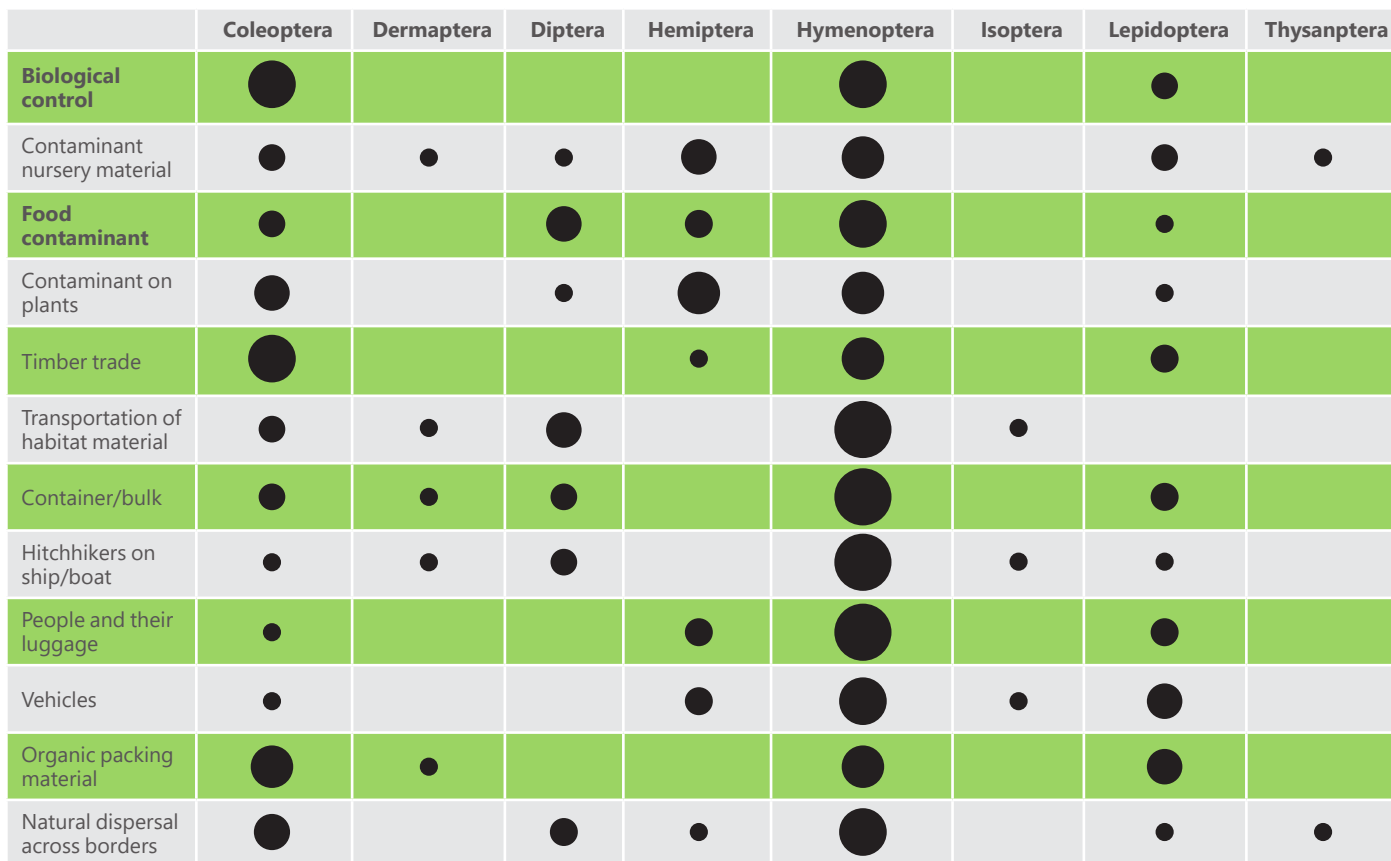 Coleoptera Dermaptera Diptera Hemiptera Hymenoptera Isoptera Lepidoptera Thysanptera
Biological
control
Contaminant
nursery material
Food
contaminant
Contaminant on
plants
Timber trade
Transportation of
habitat material
Container/bulk
Hitchhikers on
ship/boat
People and their
luggage
Vehicles
Organic packing
material
Natural dispersal
across borders